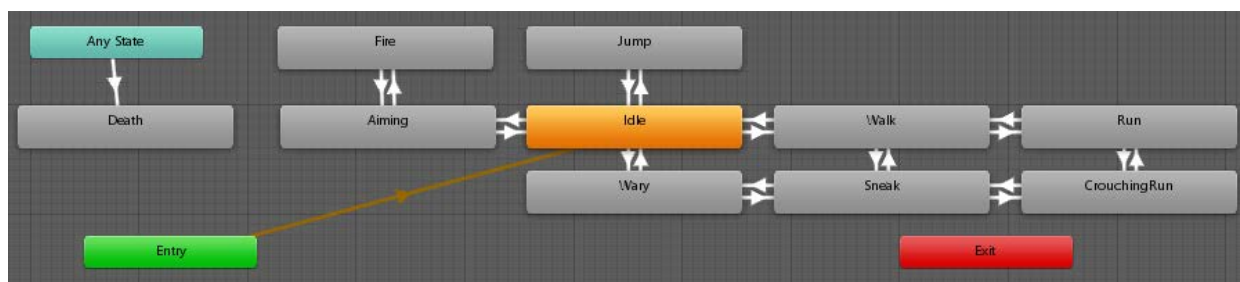 Any State
Fire
Jump
Death
Aiming
Idle
Walk
Run
Wary
Sneak
CrouchingRun
Entry
Exit